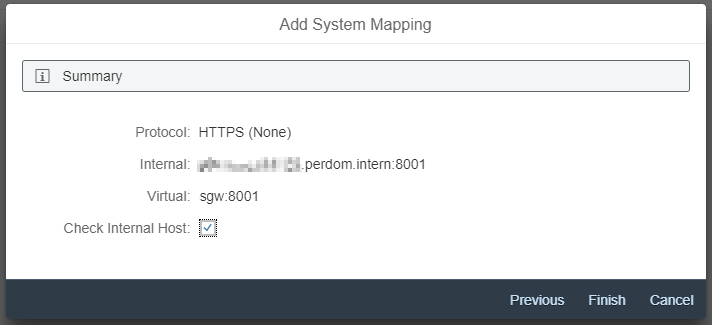 Add System Mapping
Summary
Protocol: HTTPS (None)
Internal: .perdom.intern:8001
Virtual: sgw:8001
Check Internal Host:
Previous Finish Cancel